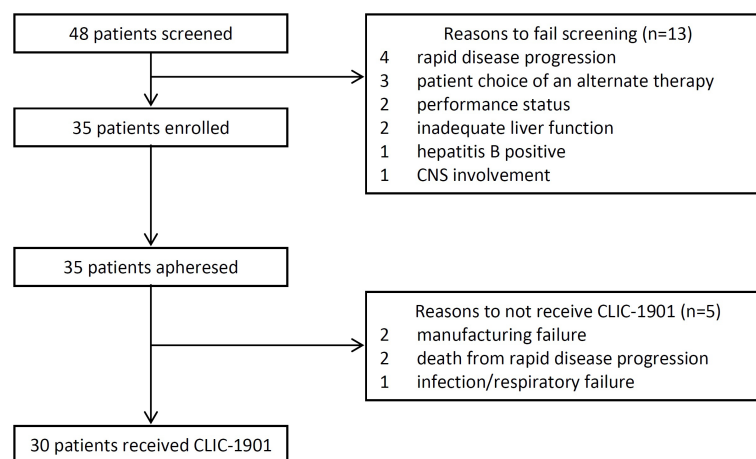 48 patients screened
Reasons to fail screening (n=13)
4 rapid disease progression
3 patient choice of an alternate therapy
2 performance status
2 inadequate liver function
1 hepatitis B positive
1 CNS involvement
35 patients enrolled
35 patients apheresed
Reasons to not receive CLIC-1901 (n=5)
2 manufacturing failure
2 death from rapid disease progression
1 infection/respiratory failure
30 patients received CLIC-1901